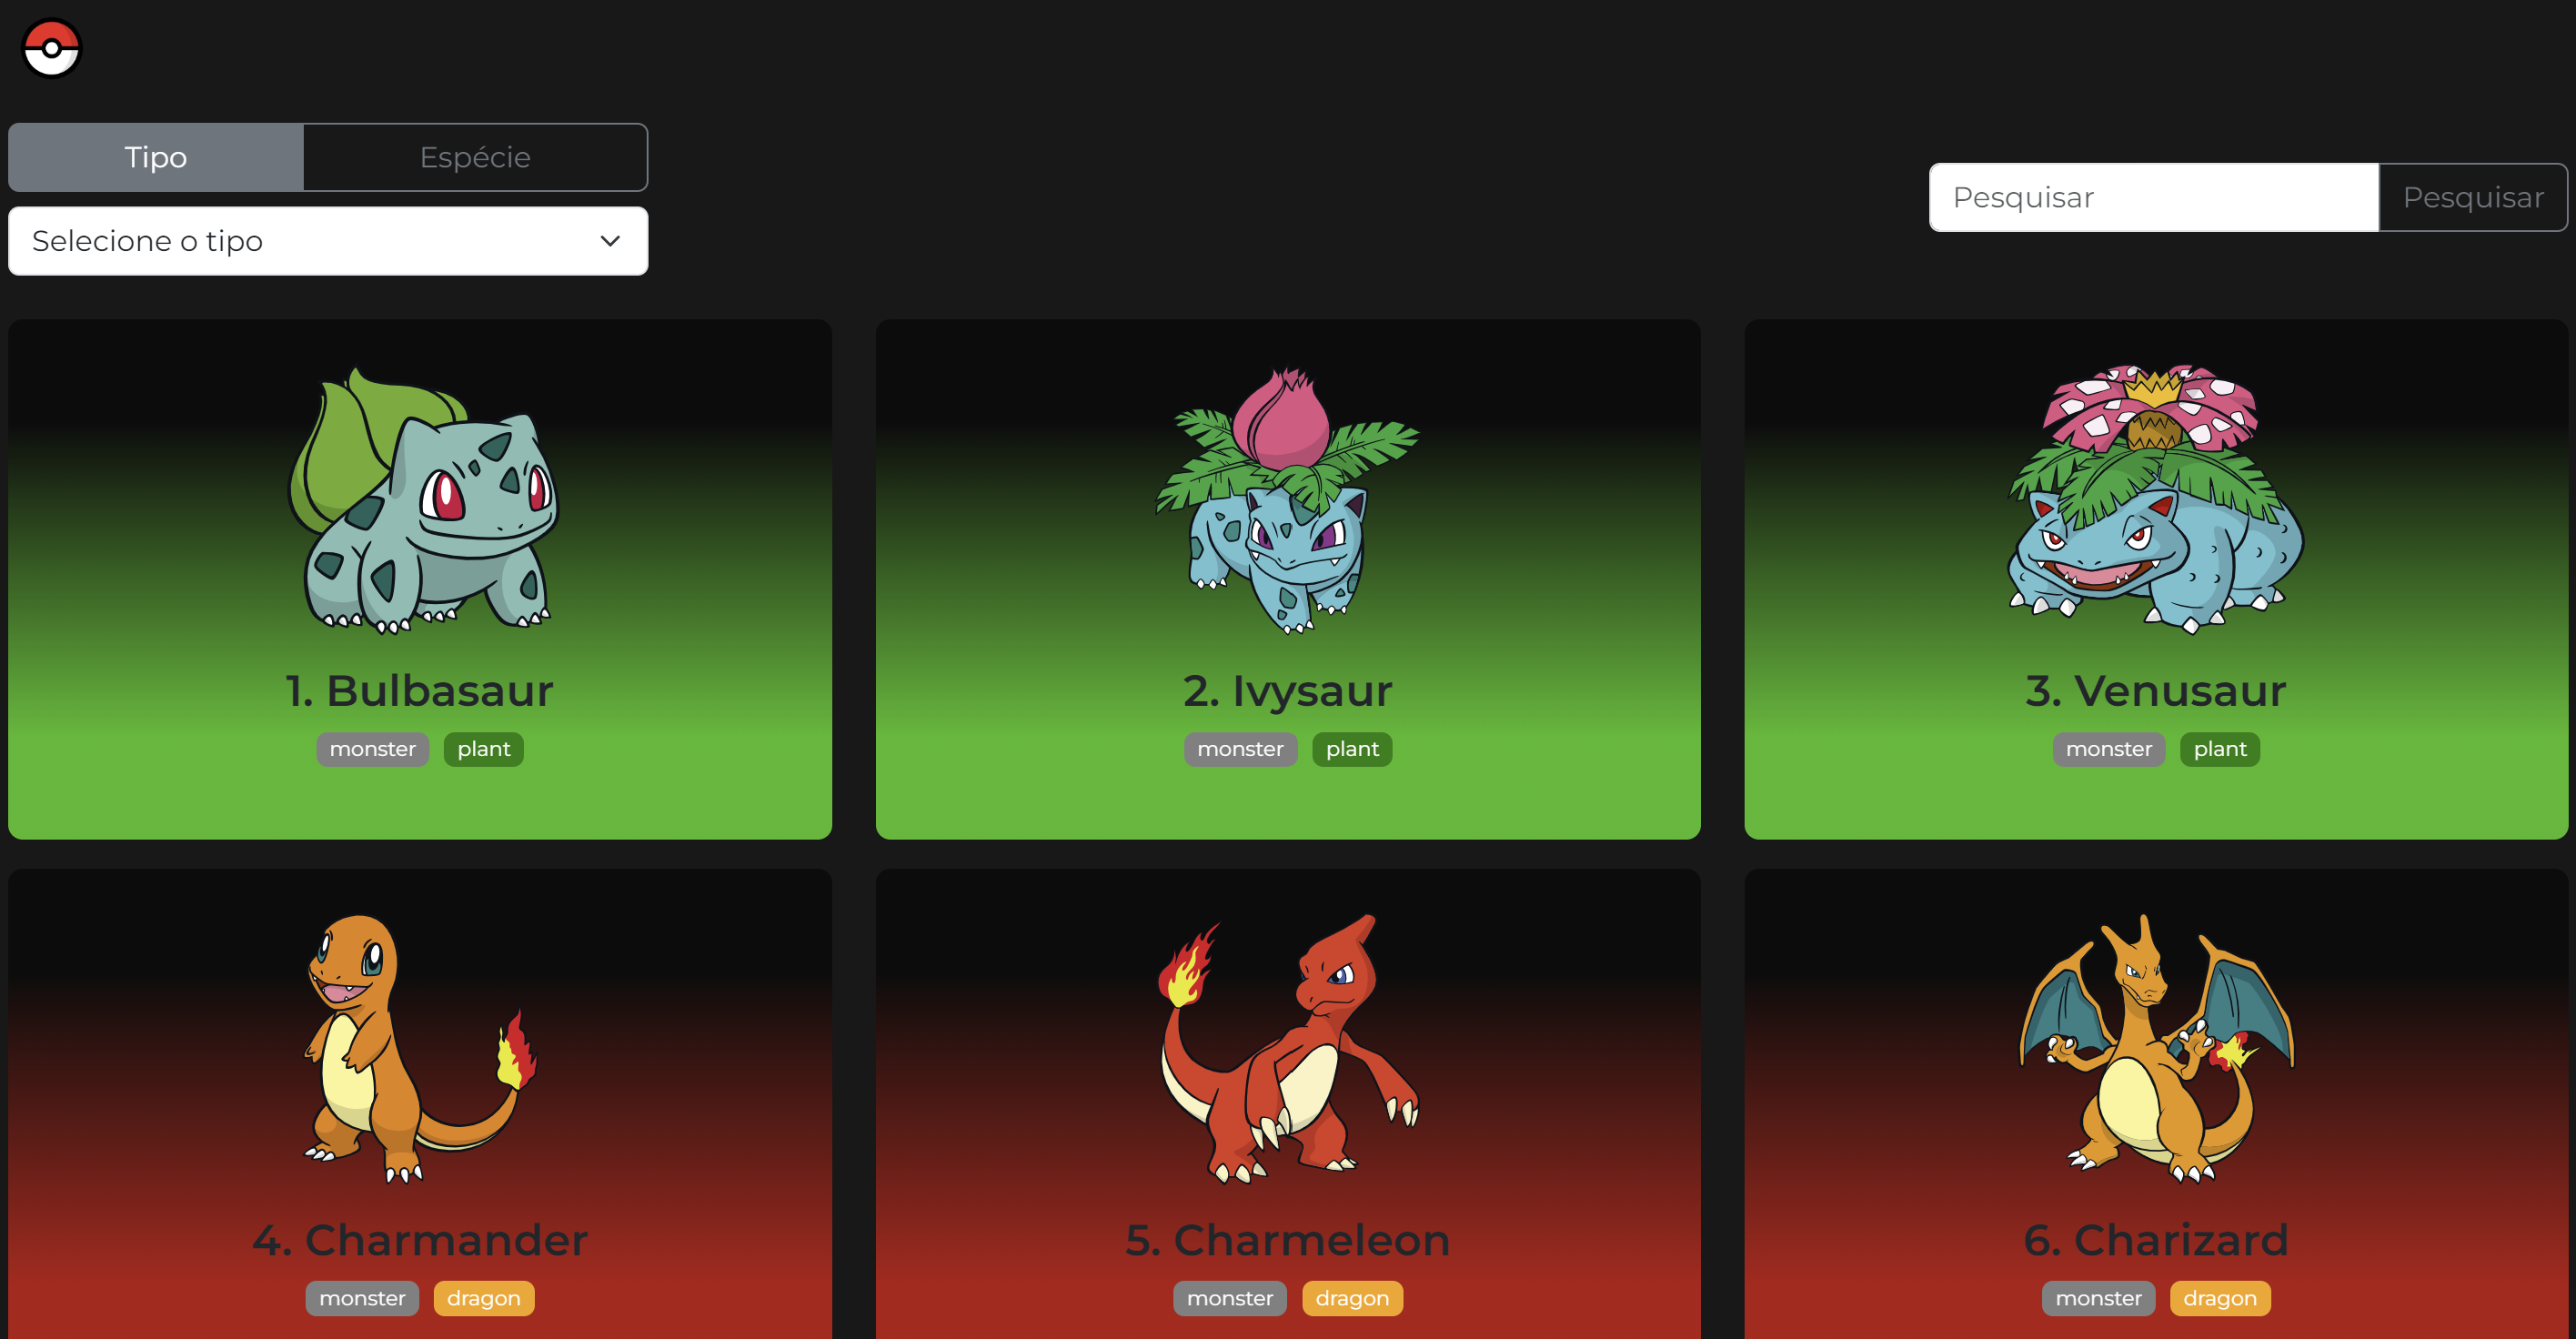 Tipo Espécie
Selecione o tipo
Pesquisar Pesquisar
1. Bulbasaur
monster plant
2. Ivysaur
monster plant
3. Venusaur
monster plant
4. Charmander
monster dragon
5. Charmeleon
monster dragon
6. Charizard
monster dragon